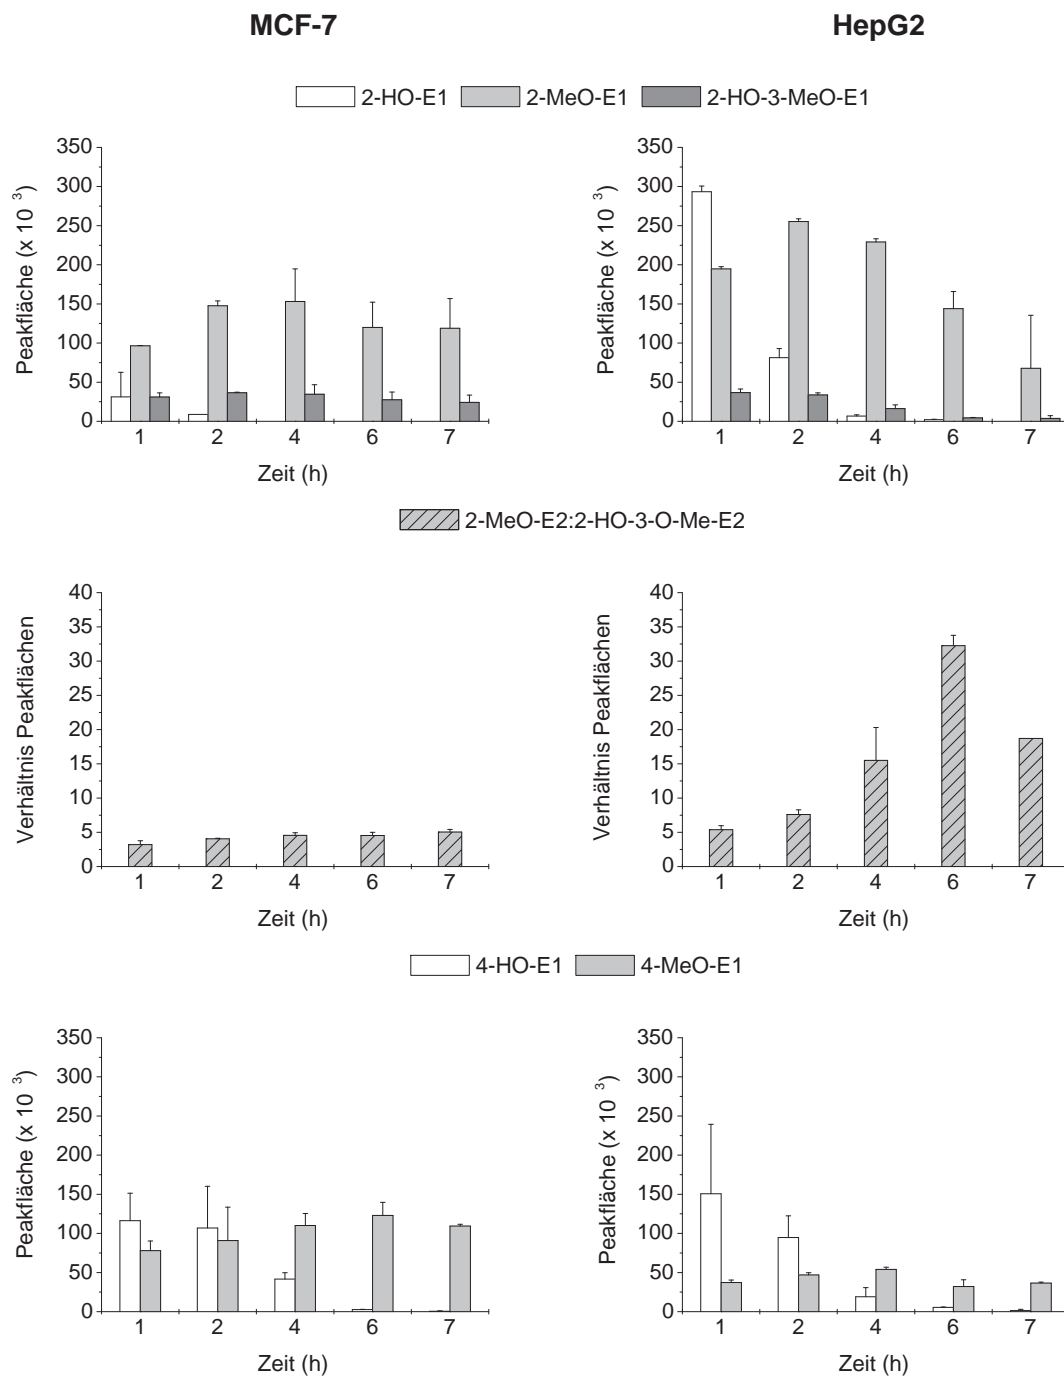 MCF-7 HepG2
2-HO-E1 2-MeO-E1 2-HO-3-MeO-E1
Peakfläche (x 10 3)
350
300
250
200
150
100
50
0
1 2 4 6 7
Zeit (h)
Peakfläche (x 10 3)
350
300
250
200
150
100
50
0
1 2 4 6 7
Zeit (h)
2-MeO-E2:2-HO-3-O-Me-E2
Verhältnis Peakflächen
40
35
30
25
20
15
10
5
0
1 2 4 6 7
Zeit (h)
Verhältnis Peakflächen
40
35
30
25
20
15
10
5
0
1 2 4 6 7
Zeit (h)
4-HO-E1 4-MeO-E1
Peakfläche (x 10 3)
350
300
250
200
150
100
50
0
1 2 4 6 7
Zeit (h)
Peakfläche (x 10 3)
350
300
250
200
150
100
50
0
1 2 4 6 7
Zeit (h)